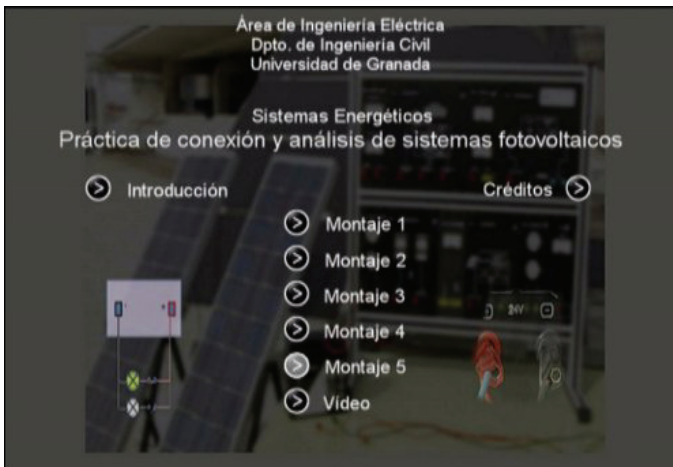 Área de Ingeniería Eléctrica
Dpto. de Ingeniería Civil
Universidad de Granada
Sistemas Energéticos
Práctica de conexión y análisis de sistemas fotovoltaicos
Introducción
Créditos
Montaje 1
Montaje 2
Montaje 3
Montaje 4
Montaje 5
Vídeo
24V